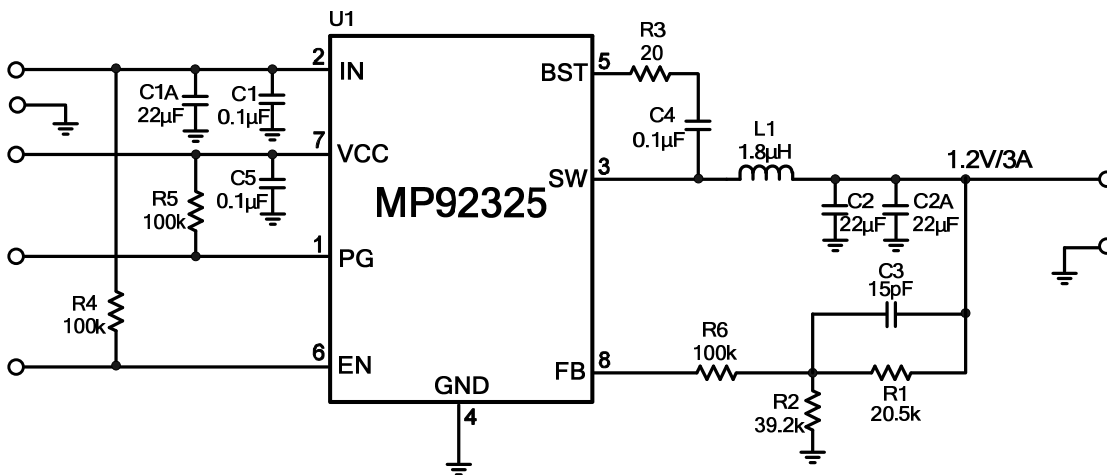 U1
MP92325
2
IN
C1A
22µF
C1
0.1µF
7
VCC
R5
100k
C5
0.1µF
1
PG
R4
100k
6
EN
GND
4
5
BST
R3
20
C4
0.1µF
3
SW
L1
1.8µH
1.2V/3A
C2
22µF
C2A
22µF
C3
15pF
8
FB
R6
100k
R2
39.2k
R1
20.5k